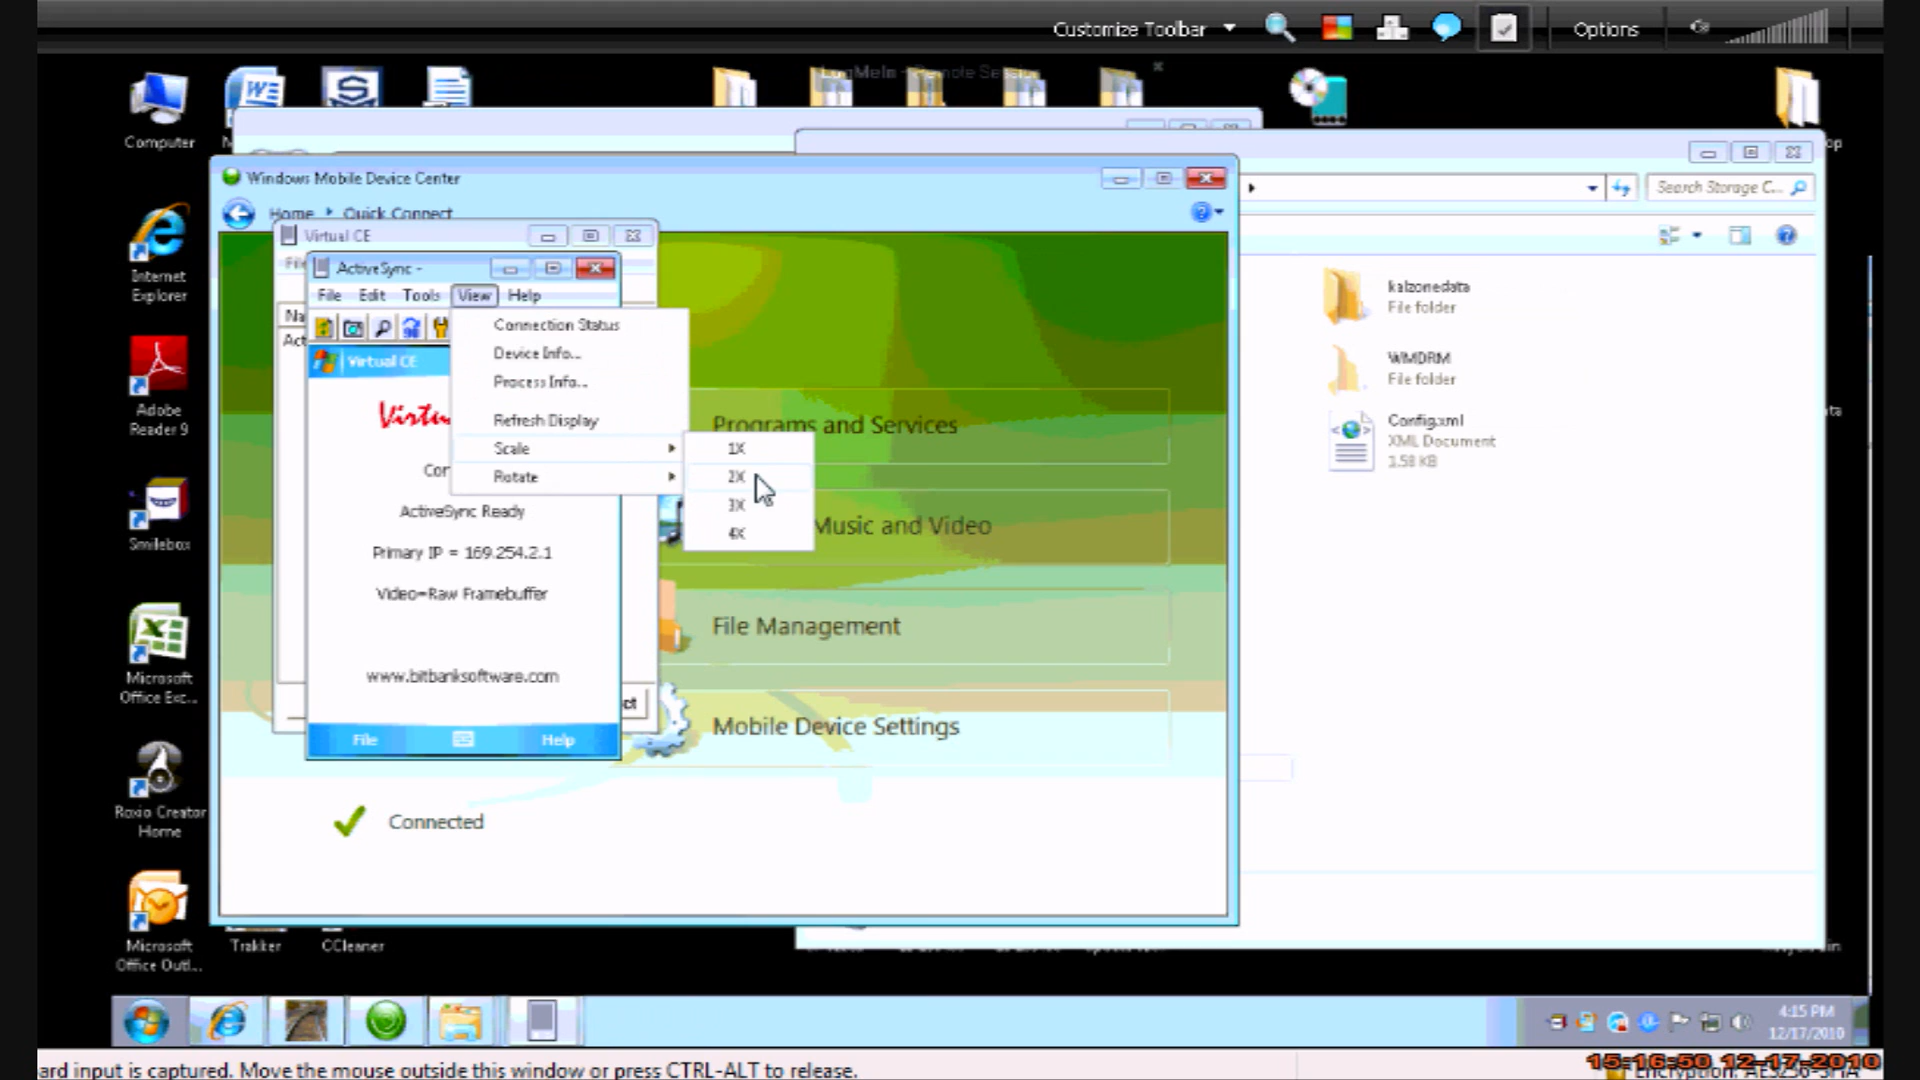 Customize Toolbar
Options
LogMeIn - Remote Session
Computer
Internet
Explorer
Adobe
Reader 9
Smilebox
Microsoft
Office Exc...
Roxio Creator
Home
Microsoft
Office Outl...
Trakker
CCleaner
Windows Mobile Device Center
Home
Quick Connect
Virtual CE
ActiveSync -
File
Edit
Tools
View
Help
Virtual CE
Connection Status
Device Info...
Process Info...
Refresh Display
Scale
Rotate
1X
2X
3X
4X
ActiveSync Ready
Primary IP = 169.254.2.1
Video=Raw Framebuffer
www.bitbanksoftware.com
File
Help
Programs and Services
Music and Video
File Management
Mobile Device Settings
Connected
Search Storage C...
kalzonedata
File folder
WMDRM
File folder
Config.xml
XML Document
1.58 KB
4:15 PM
12/17/2010
ard input is captured. Move the mouse outside this window or press CTRL-ALT to release.
15:16:50 12-17-2010